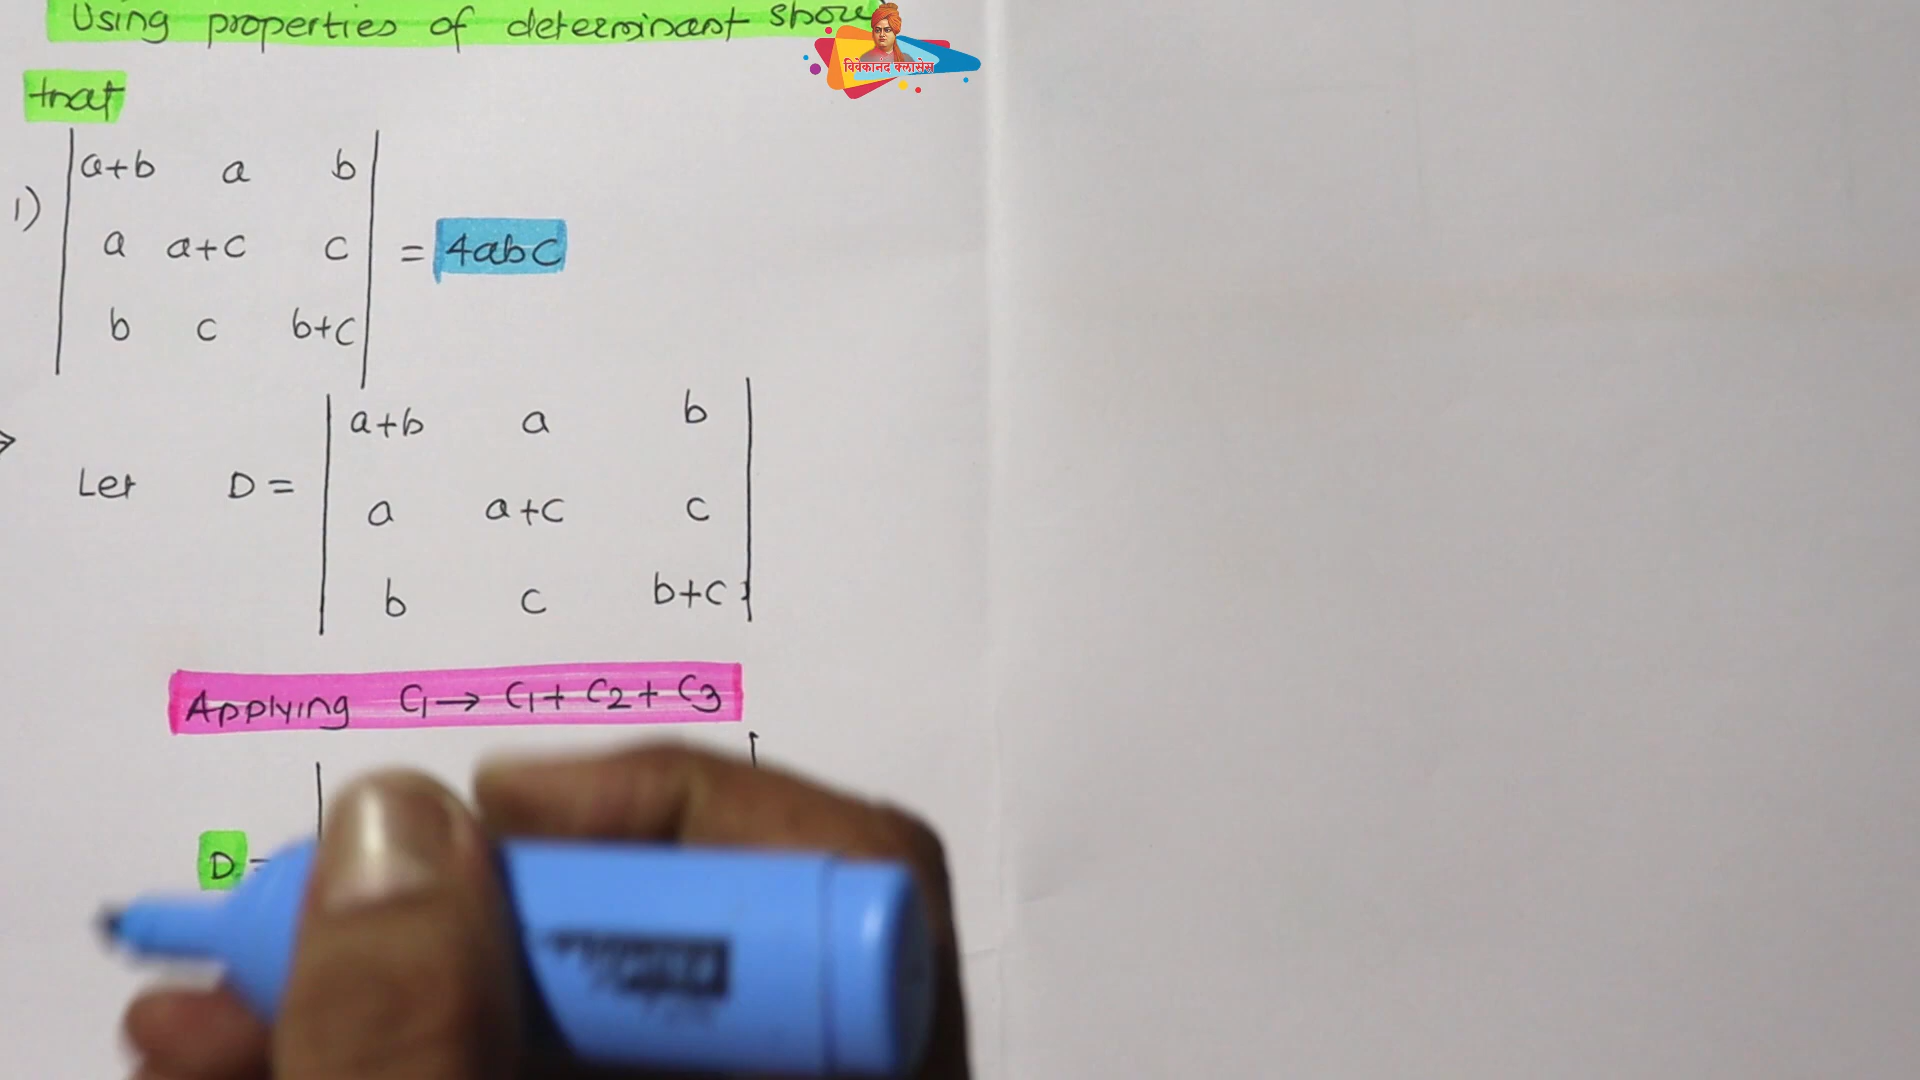 Using properties of determinant show
that
विवेकानंद क्लासेस
1) | a+b a b |
| a a+c c | = 4abc
| b c b+c |
Let D = | a+b a b |
| a a+c c |
| b c b+c |
Applying C1 → C1 + C2 + C3
D =